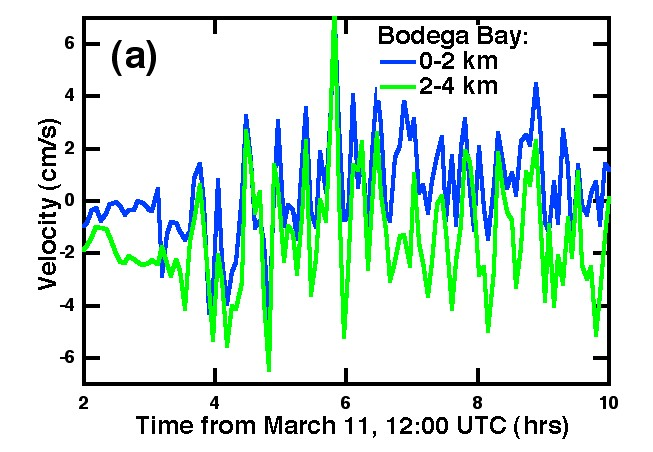 (a)
Bodega Bay:
0-2 km
2-4 km
Velocity (cm/s)
6
4
2
0
-2
-4
-6
2 4 6 8 10
Time from March 11, 12:00 UTC (hrs)